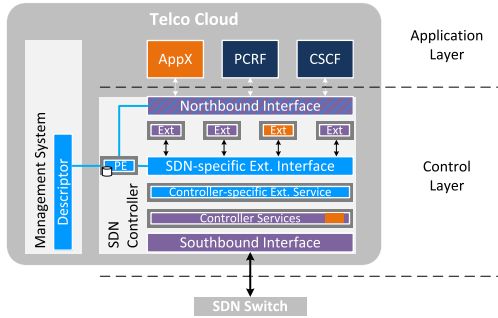 Telco Cloud
Application
Layer
AppX
PCRF
CSCF
Northbound Interface
Ext
Ext
Ext
Ext
Management System
Descriptor
PE
SDN-specific Ext. Interface
Control
Layer
Controller-specific Ext. Service
SDN
Controller
Controller Services
Southbound Interface
SDN Switch